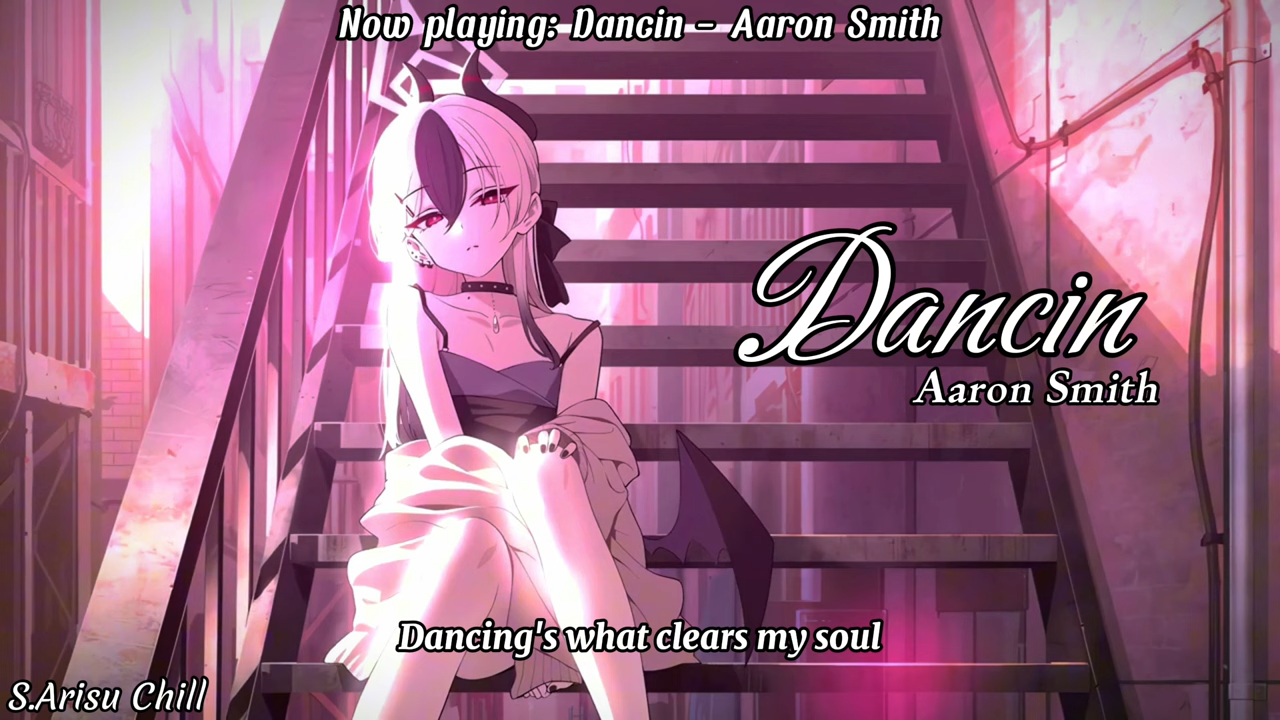 Now playing: Dancin - Aaron Smith
Dancin
Aaron Smith
Dancing's what clears my soul
S.Arisu Chill